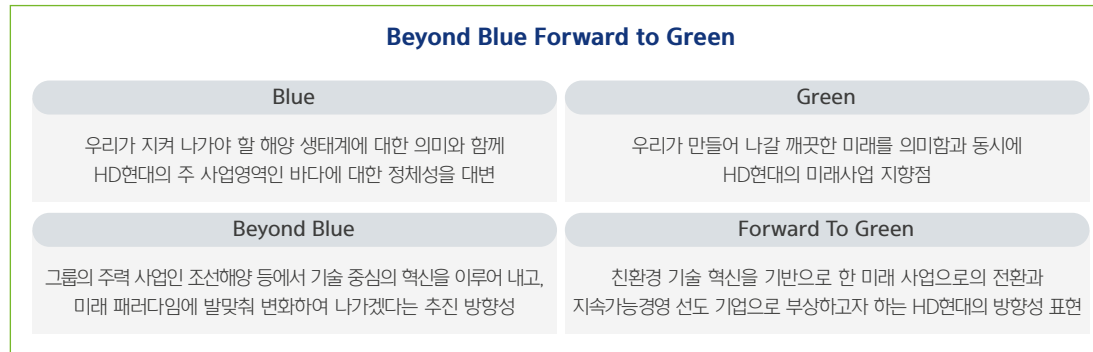 Beyond Blue Forward to Green
Blue
우리가 지켜 나가야 할 해양 생태계에 대한 의미와 함께
HD현대의 주 사업영역인 바다에 대한 정체성을 대변
Green
우리가 만들어 나갈 깨끗한 미래를 의미함과 동시에
HD현대의 미래사업 지향점
Beyond Blue
그룹의 주력 사업인 조선해양 등에서 기술 중심의 혁신을 이루어 내고,
미래 패러다임에 발맞춰 변화하여 나가겠다는 추진 방향성
Forward To Green
친환경 기술 혁신을 기반으로 한 미래 사업으로의 전환과
지속가능경영 선도 기업으로 부상하고자 하는 HD현대의 방향성 표현